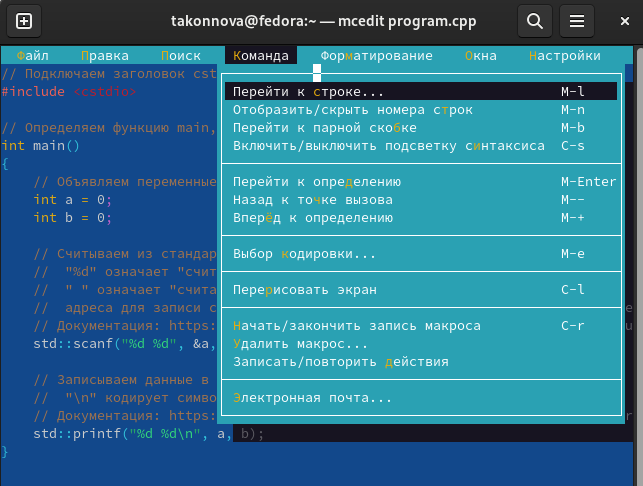 takonnova@fedora:~ — mcedit program.cpp
Файл Правка Поиск Команда Форматирование Окна Настройки
// Подключаем заголовок cst
#include <cstdio>
// Определяем функцию main,
int main()
{
// Объявляем переменные
int a = 0;
int b = 0;
// Считываем из стандар
// "%d" означает "счит
// " " означает "счита
// адреса для записи с
// Документация: https:
std::scanf("%d %d", &a,
// Записываем данные в
// "\n" кодирует симво
// Документация: https:
std::printf("%d %d\n", a, b);
}
Перейти к строке... M-l
Отобразить/скрыть номера строк M-n
Перейти к парной скобке M-b
Включить/выключить подсветку синтаксиса C-s
Перейти к определению M-Enter
Назад к точке вызова M--
Вперёд к определению M-+
Выбор кодировки... M-e
Перерисовать экран C-l
Начать/закончить запись макроса C-r
Удалить макрос...
Записать/повторить действия
Электронная почта...